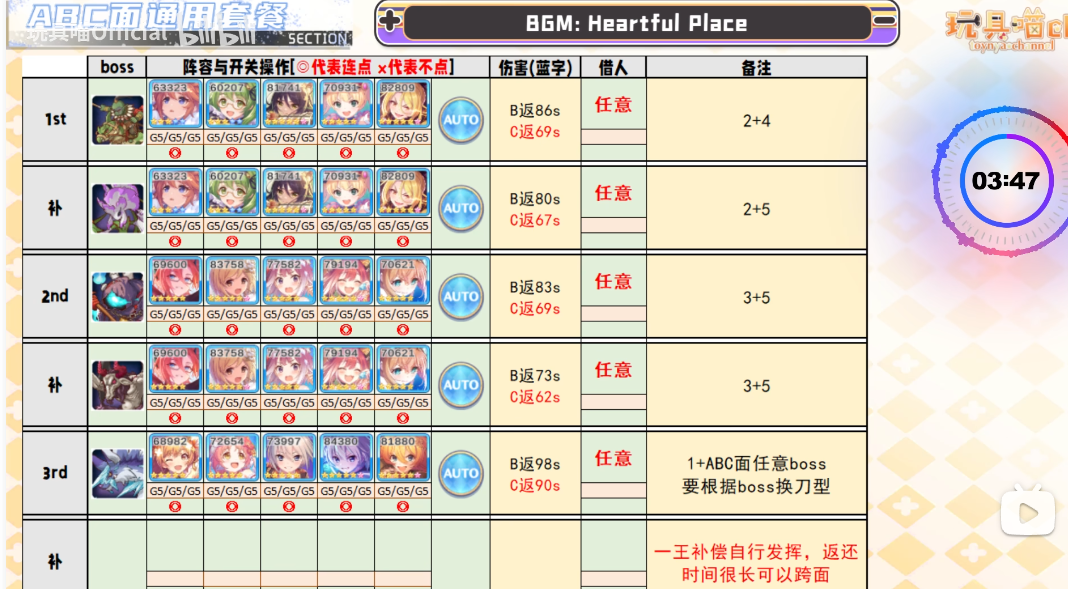 ABC面通用套餐
玩具喵Official bilibili
SECTION
BGM: Heartful Place
玩具喵
03:47
boss 阵容与开关操作[◎代表连点 ×代表不点] 伤害(蓝字) 借人 备注
1st 63323 60207 81741 70931 82809 AUTO B返86s 任意 2+4
G5/G5/G5 G5/G5/G5 G5/G5/G5 G5/G5/G5 G5/G5/G5 C返69s
补 63323 60207 81741 70931 82809 AUTO B返80s 任意 2+5
G5/G5/G5 G5/G5/G5 G5/G5/G5 G5/G5/G5 G5/G5/G5 C返67s
2nd 69600 83758 77582 79194 70621 AUTO B返83s 任意 3+5
G5/G5/G5 G5/G5/G5 G5/G5/G5 G5/G5/G5 G5/G5/G5 C返69s
补 69600 83758 77582 79194 70621 AUTO B返73s 任意 3+5
G5/G5/G5 G5/G5/G5 G5/G5/G5 G5/G5/G5 G5/G5/G5 C返62s
3rd 68982 72654 73997 84380 81880 AUTO B返98s 任意 1+ABC面任意boss
G5/G5/G5 G5/G5/G5 G5/G5/G5 G5/G5/G5 G5/G5/G5 C返90s 要根据boss换刀型
补 一王补偿自行发挥，返还
时间很长可以跨面